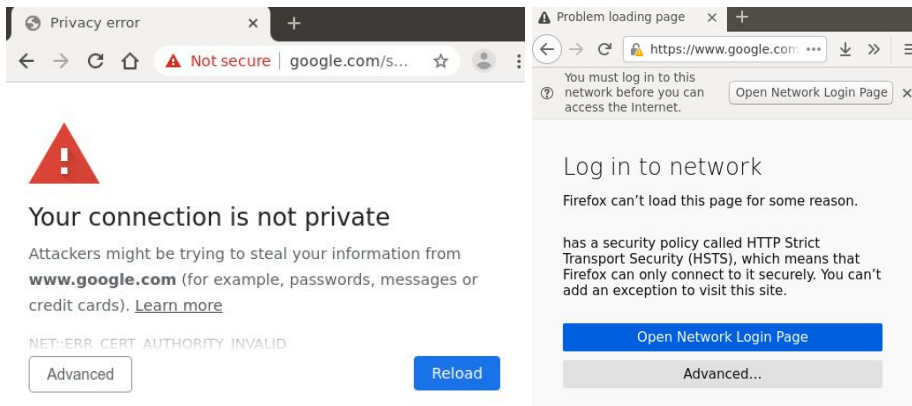 Privacy error
Not secure google.com/s...
Your connection is not private
Attackers might be trying to steal your information from
www.google.com (for example, passwords, messages or
credit cards). Learn more
NET::ERR_CERT_AUTHORITY_INVALID
Advanced
Reload
Problem loading page
https://www.google.com
You must log in to this
network before you can
access the Internet.
Open Network Login Page
Log in to network
Firefox can’t load this page for some reason.
has a security policy called HTTP Strict
Transport Security (HSTS), which means that
Firefox can only connect to it securely. You can’t
add an exception to visit this site.
Open Network Login Page
Advanced...